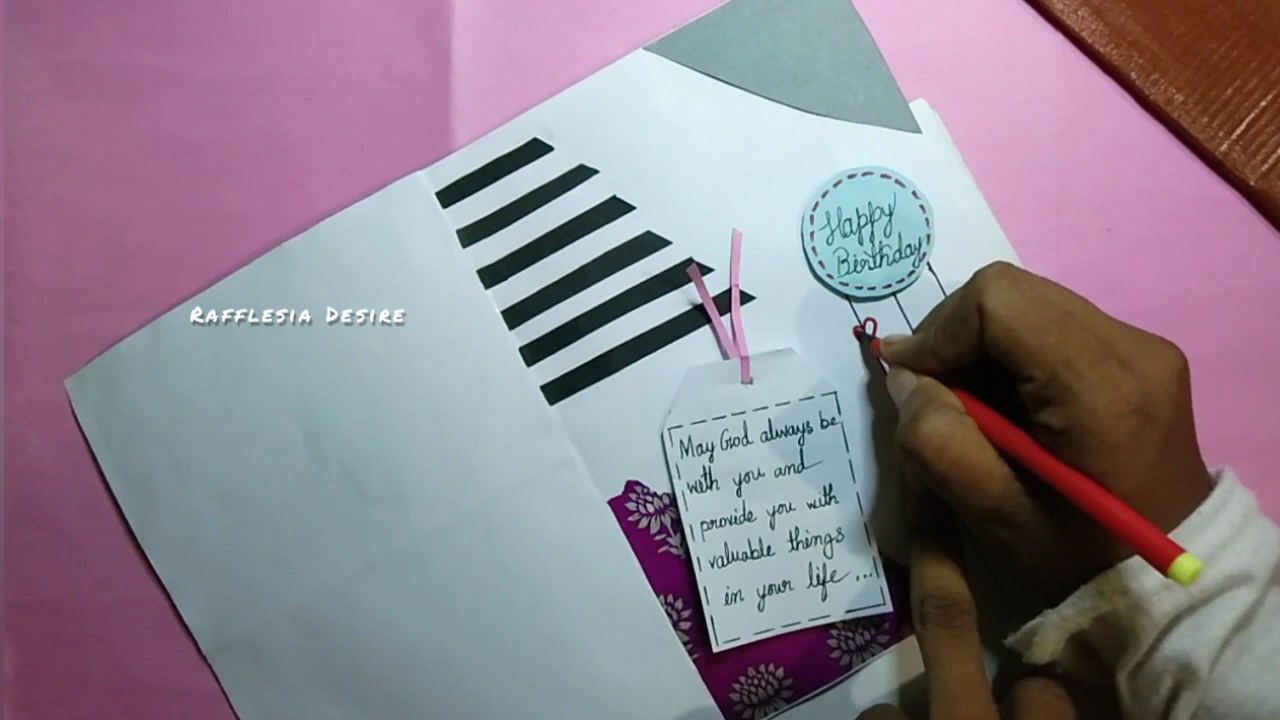 Rafflesia Desire
Happy
Birthday
May God always be
with you and
provide you with
valuable things
in your life ...